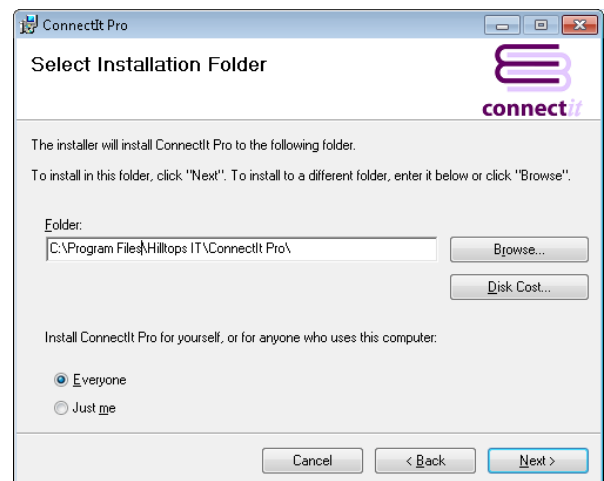 ConnectIt Pro
Select Installation Folder
connectit
The installer will install ConnectIt Pro to the following folder.
To install in this folder, click "Next". To install to a different folder, enter it below or click "Browse".
Folder:
C:\Program Files\Hilltops IT\ConnectIt Pro\
Browse...
Disk Cost...
Install ConnectIt Pro for yourself, or for anyone who uses this computer:
Everyone
Just me
Cancel
< Back
Next >